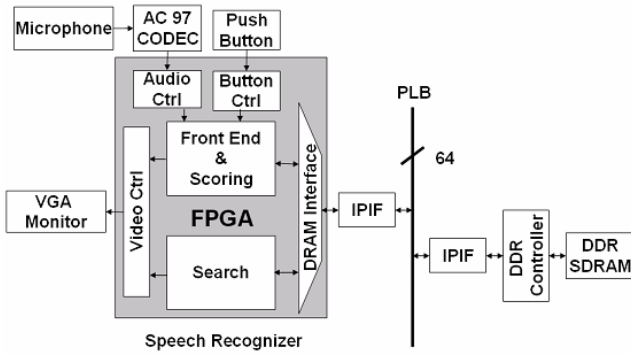 Microphone
AC 97
CODEC
Push
Button
Audio
Ctrl
Button
Ctrl
PLB
Front End
&
Scoring
64
Video Ctrl
DRAM Interface
VGA
Monitor
FPGA
IPIF
Search
IPIF
DDR
Controller
DDR
SDRAM
Speech Recognizer